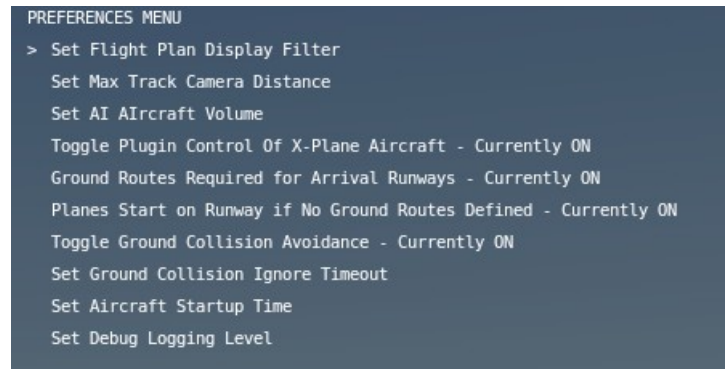 PREFERENCES MENU
> Set Flight Plan Display Filter
Set Max Track Camera Distance
Set AI AIrcraft Volume
Toggle Plugin Control Of X-Plane Aircraft - Currently ON
Ground Routes Required for Arrival Runways - Currently ON
Planes Start on Runway if No Ground Routes Defined - Currently ON
Toggle Ground Collision Avoidance - Currently ON
Set Ground Collision Ignore Timeout
Set Aircraft Startup Time
Set Debug Logging Level